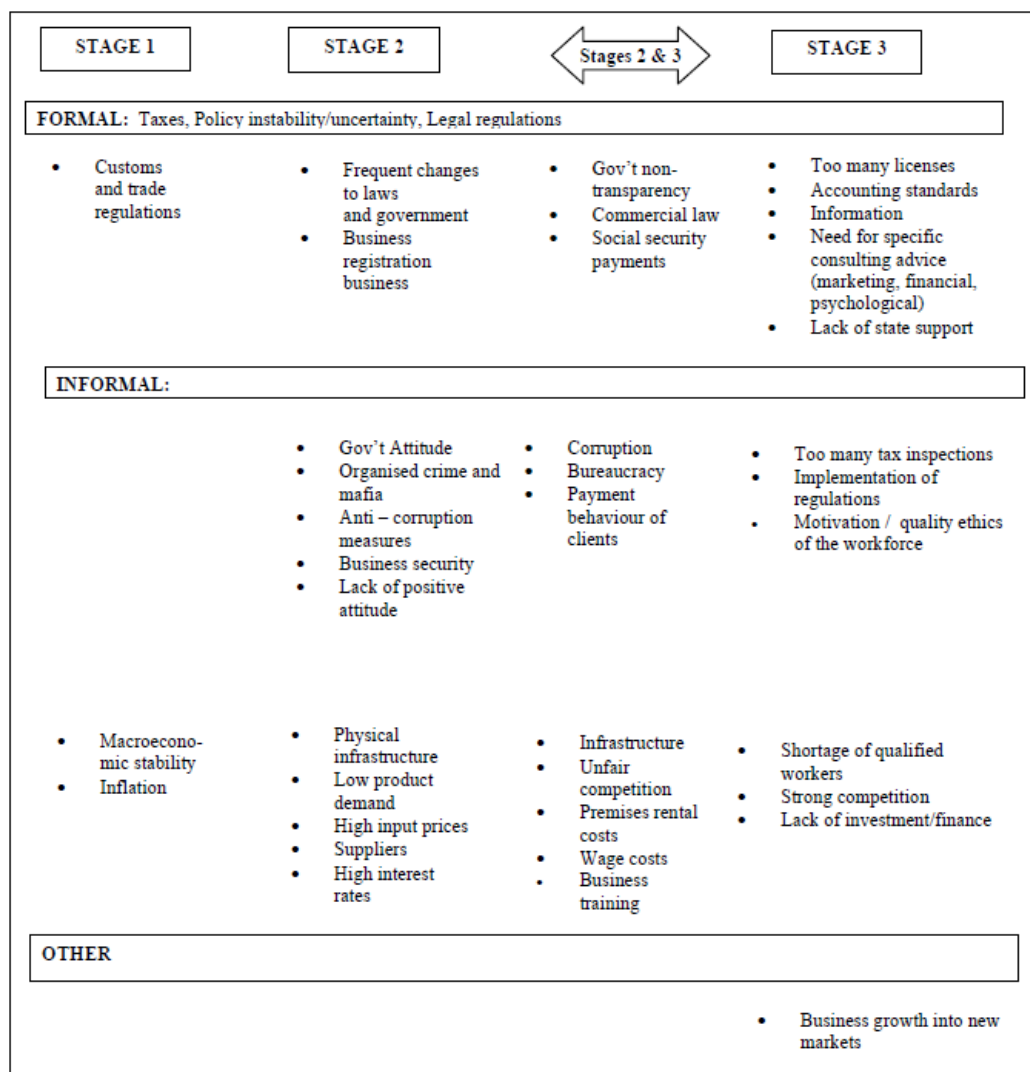 STAGE 1
STAGE 2
Stages 2 & 3
STAGE 3
FORMAL: Taxes, Policy instability/uncertainty, Legal regulations
• Customs
and trade
regulations
• Frequent changes
to laws
and government
• Business
registration
business
• Gov’t non-
transparency
• Commercial law
• Social security
payments
• Too many licenses
• Accounting standards
• Information
• Need for specific
consulting advice
(marketing, financial,
psychological)
• Lack of state support
INFORMAL:
• Gov’t Attitude
• Organised crime and
mafia
• Anti – corruption
measures
• Business security
• Lack of positive
attitude
• Corruption
• Bureaucracy
• Payment
behaviour of
clients
• Too many tax inspections
• Implementation of
regulations
• Motivation / quality ethics
of the workforce
• Macroecono-
mic stability
• Inflation
• Physical
infrastructure
• Low product
demand
• High input prices
• Suppliers
• High interest
rates
• Infrastructure
• Unfair
competition
• Premises rental
costs
• Wage costs
• Business
training
• Shortage of qualified
workers
• Strong competition
• Lack of investment/finance
OTHER
• Business growth into new
markets